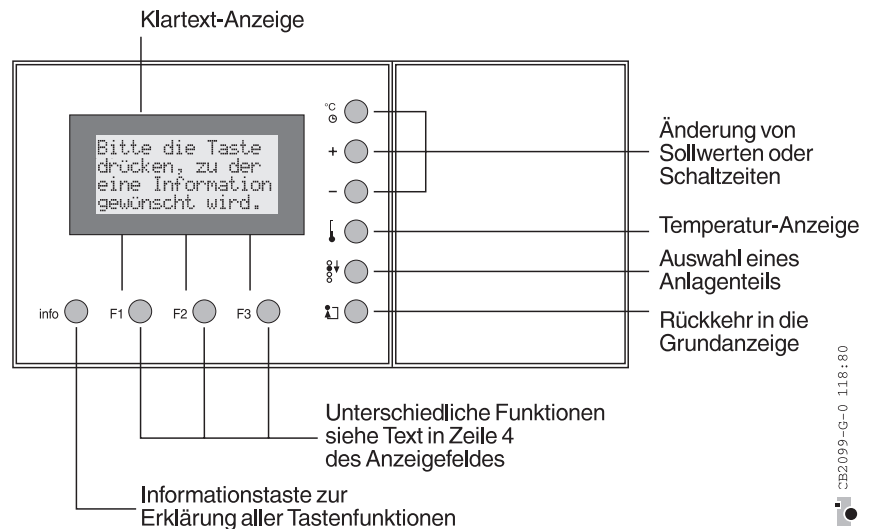 Klartext-Anzeige
°C
Bitte die Taste
drücken, zu der
eine Information
gewünscht wird.
+
−
Änderung von
Sollwerten oder
Schaltzeiten
Temperatur-Anzeige
Auswahl eines
Anlagenteils
Rückkehr in die
Grundanzeige
info
F1
F2
F3
Unterschiedliche Funktionen
siehe Text in Zeile 4
des Anzeigefeldes
Informationstaste zur
Erklärung aller Tastenfunktionen
CB2099-G-0 118:80